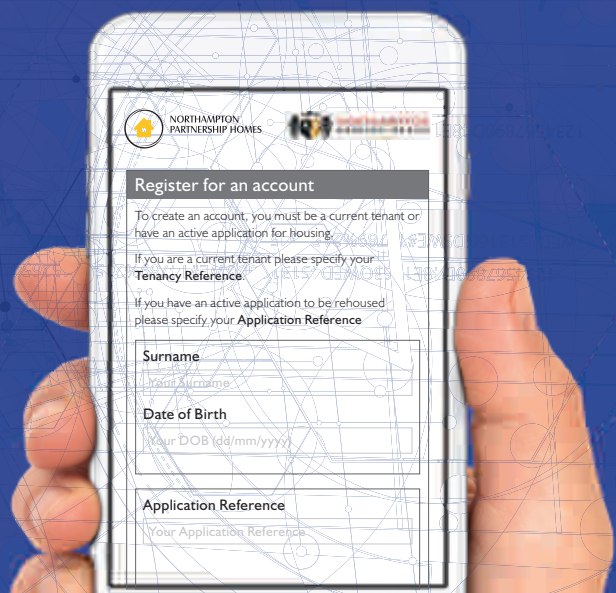 NORTHAMPTON
PARTNERSHIP HOMES
Register for an account
To create an account, you must be a current tenant or
have an active application for housing.
If you are a current tenant please specify your
Tenancy Reference.
If you have an active application to be rehoused
please specify your Application Reference
Surname
Your Surname
Date of Birth
Your DOB (dd/mm/yyyy)
Application Reference
Your Application Reference